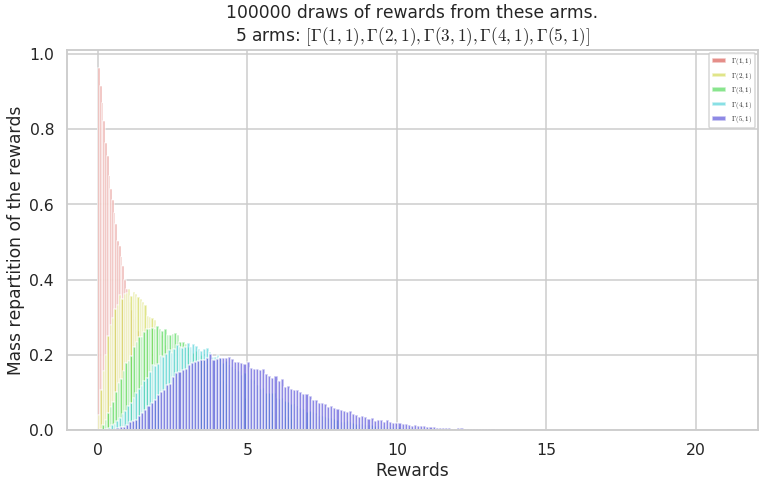 100000 draws of rewards from these arms.
5 arms: [Γ(1, 1), Γ(2, 1), Γ(3, 1), Γ(4, 1), Γ(5, 1)]
1.0
0.8
0.6
0.4
0.2
0.0
Mass repartition of the rewards
Γ(1, 1)
Γ(2, 1)
Γ(3, 1)
Γ(4, 1)
Γ(5, 1)
0 5 10 15 20
Rewards